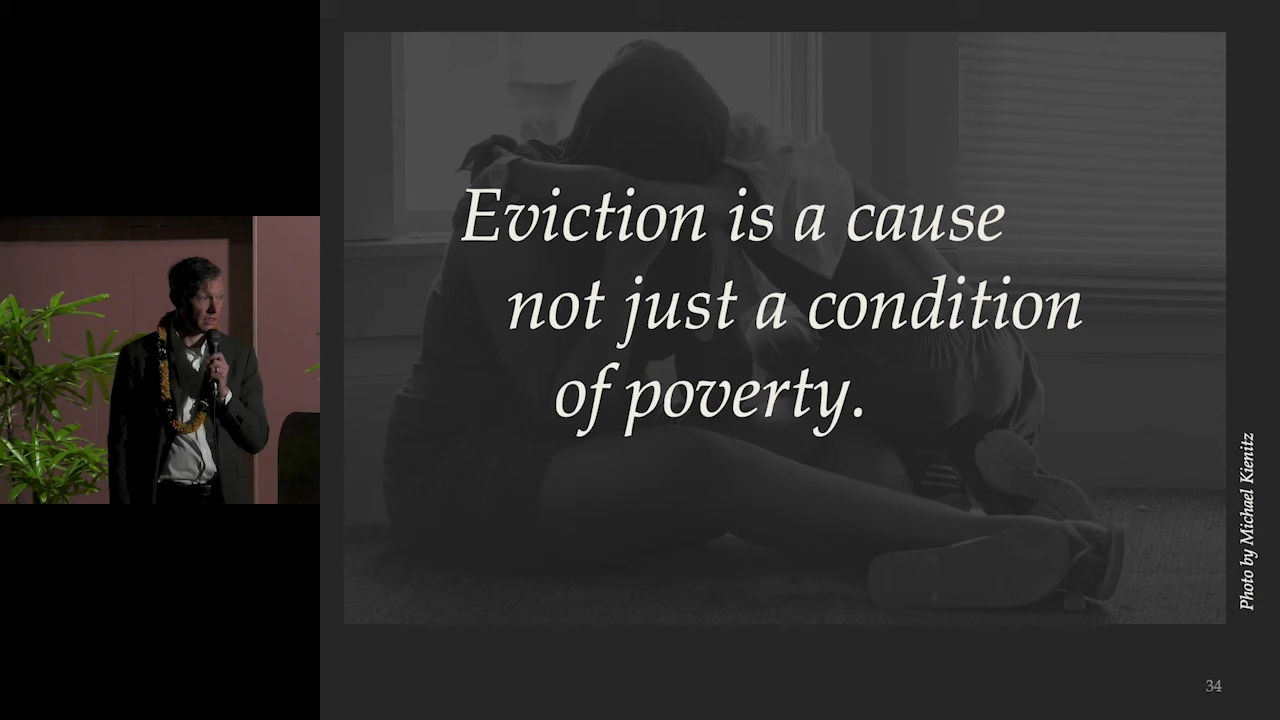 Eviction is a cause
not just a condition
of poverty.
Photo by Michael Kienitz
34